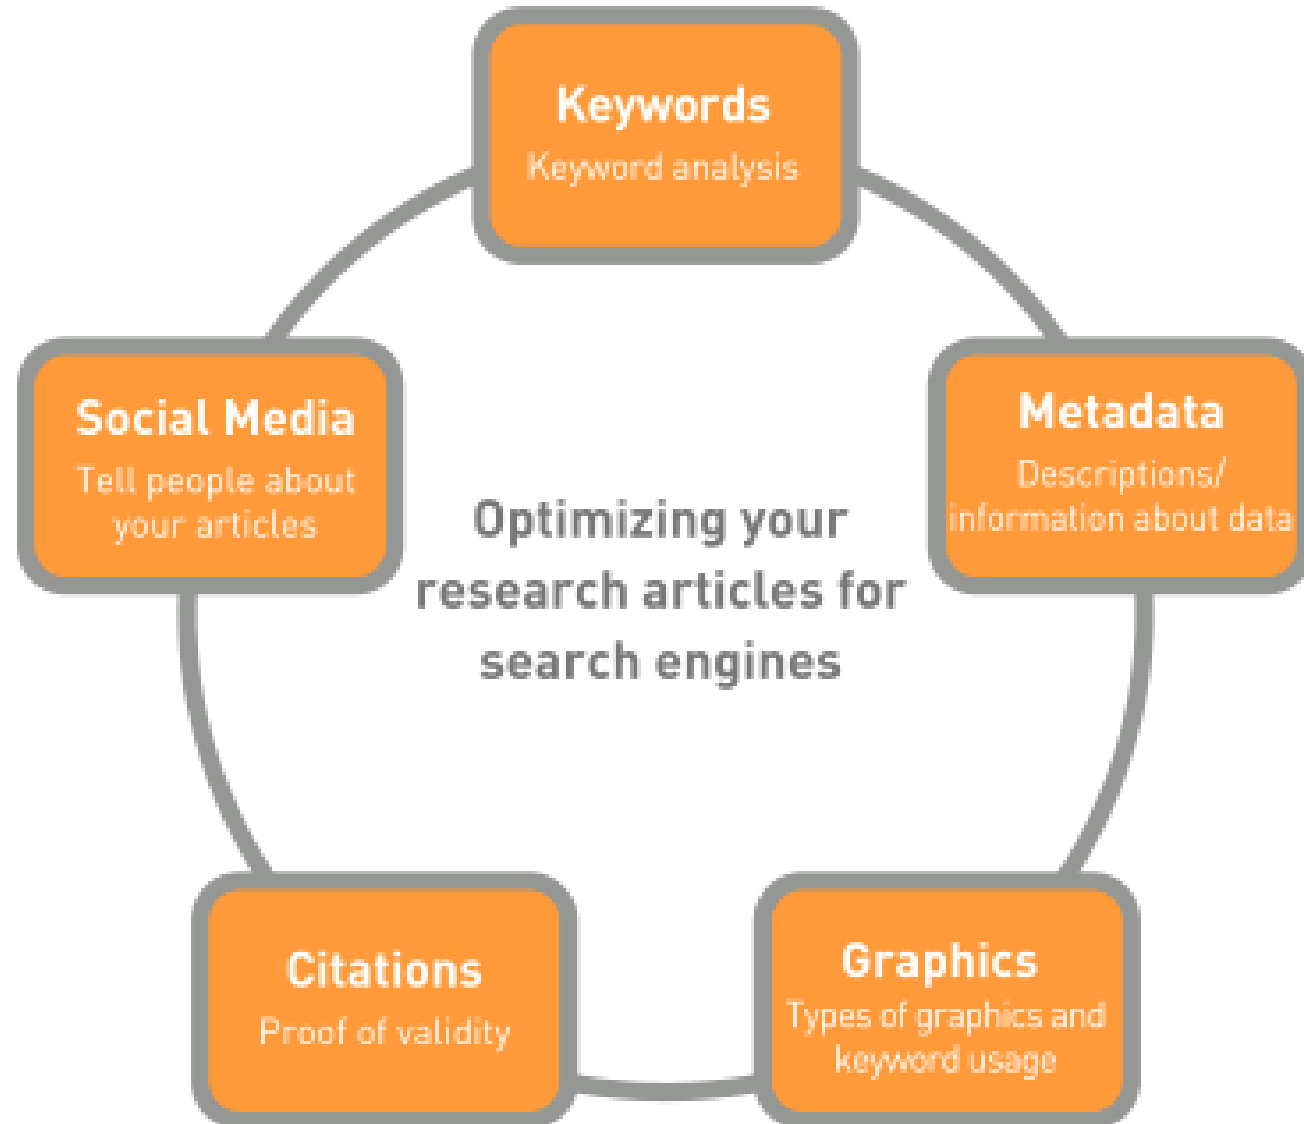 Keywords
Keyword analysis
Social Media
Tell people about
your articles
Metadata
Descriptions/
information about data
Optimizing your
research articles for
search engines
Citations
Proof of validity
Graphics
Types of graphics and
keyword usage